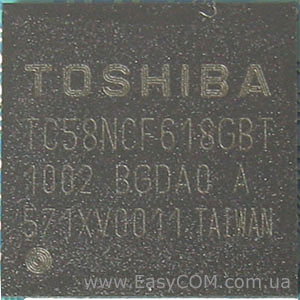 TOSHIBA
TC58NCF618GBT
1002 BGDA0 A
571XV0011 TAIWAN
www.EasyCOM.com.ua